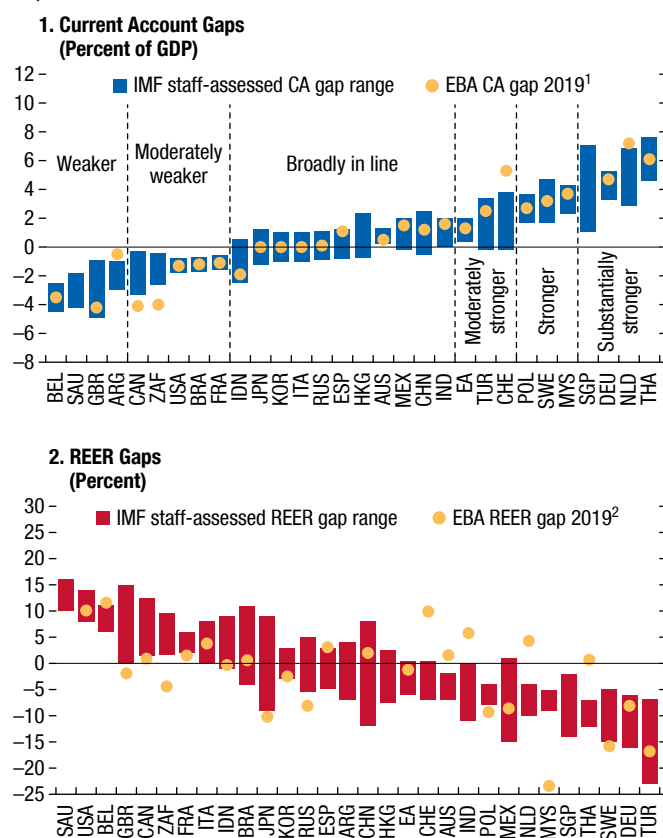 1. Current Account Gaps
(Percent of GDP)
12
10
8
6
4
2
0
−2
−4
−6
−8
IMF staff-assessed CA gap range
EBA CA gap 2019¹
Weaker
Moderately
weaker
Broadly in line
Moderately
stronger
Stronger
Substantially
stronger
BEL
SAU
GBR
ARG
CAN
ZAF
USA
BRA
FRA
IDN
JPN
KOR
ITA
RUS
ESP
HKG
AUS
MEX
CHN
IND
EA
TUR
CHE
POL
SWE
MYS
SGP
DEU
NLD
THA
2. REER Gaps
(Percent)
30
25
20
15
10
5
0
−5
−10
−15
−20
−25
IMF staff-assessed REER gap range
EBA REER gap 2019²
SAU
USA
BEL
GBR
CAN
ZAF
FRA
ITA
IDN
BRA
JPN
KOR
RUS
ESP
ARG
CHN
HKG
EA
CHE
AUS
IND
POL
MEX
NLD
MYS
SGP
THA
SWE
DEU
TUR